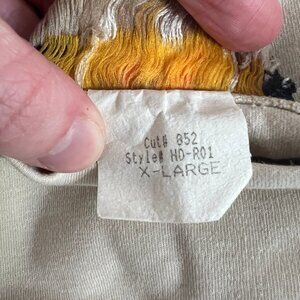 Cut# 852
Style# HD-R01
X-LARGE